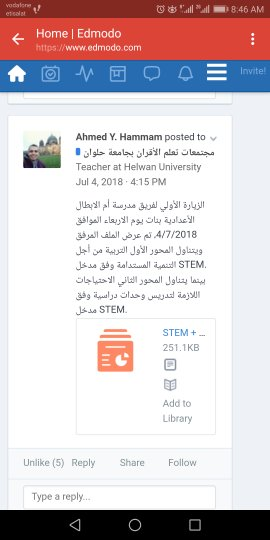 vodafone
etisalat
8:46 AM
Home | Edmodo
https://www.edmodo.com
Invite!
Ahmed Y. Hammam posted to
مجتمعات تعلم الأقران بجامعة حلوان
Teacher at Helwan University
Jul 4, 2018 · 4:15 PM
الزيارة الأولي لفريق مدرسة أم الابطال
الأعدادية بنات يوم الاربعاء الموافق
4/7/2018، تم عرض الملف المرفق
ويتناول المحور الأول التربية من أجل
التنمية المستدامة وفق مدخل STEM.
بينما يتناول المحور الثاني الاحتياجات
اللازمة لتدريس وحدات دراسية وفق
مدخل STEM.
STEM + ...
251.1KB
Add to
Library
Unlike (5) Reply Share Follow
Type a reply...